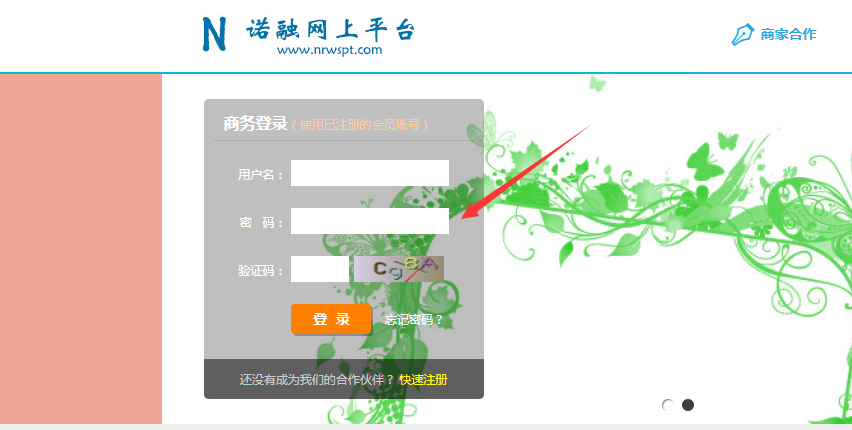 N 诺融网上平台
www.nrwspt.com
商家合作
商务登录（使用已注册的会员账号）
用户名：
密 码：
验证码：
Cg8A
登 录 忘记密码？
还没有成为我们的合作伙伴？快速注册